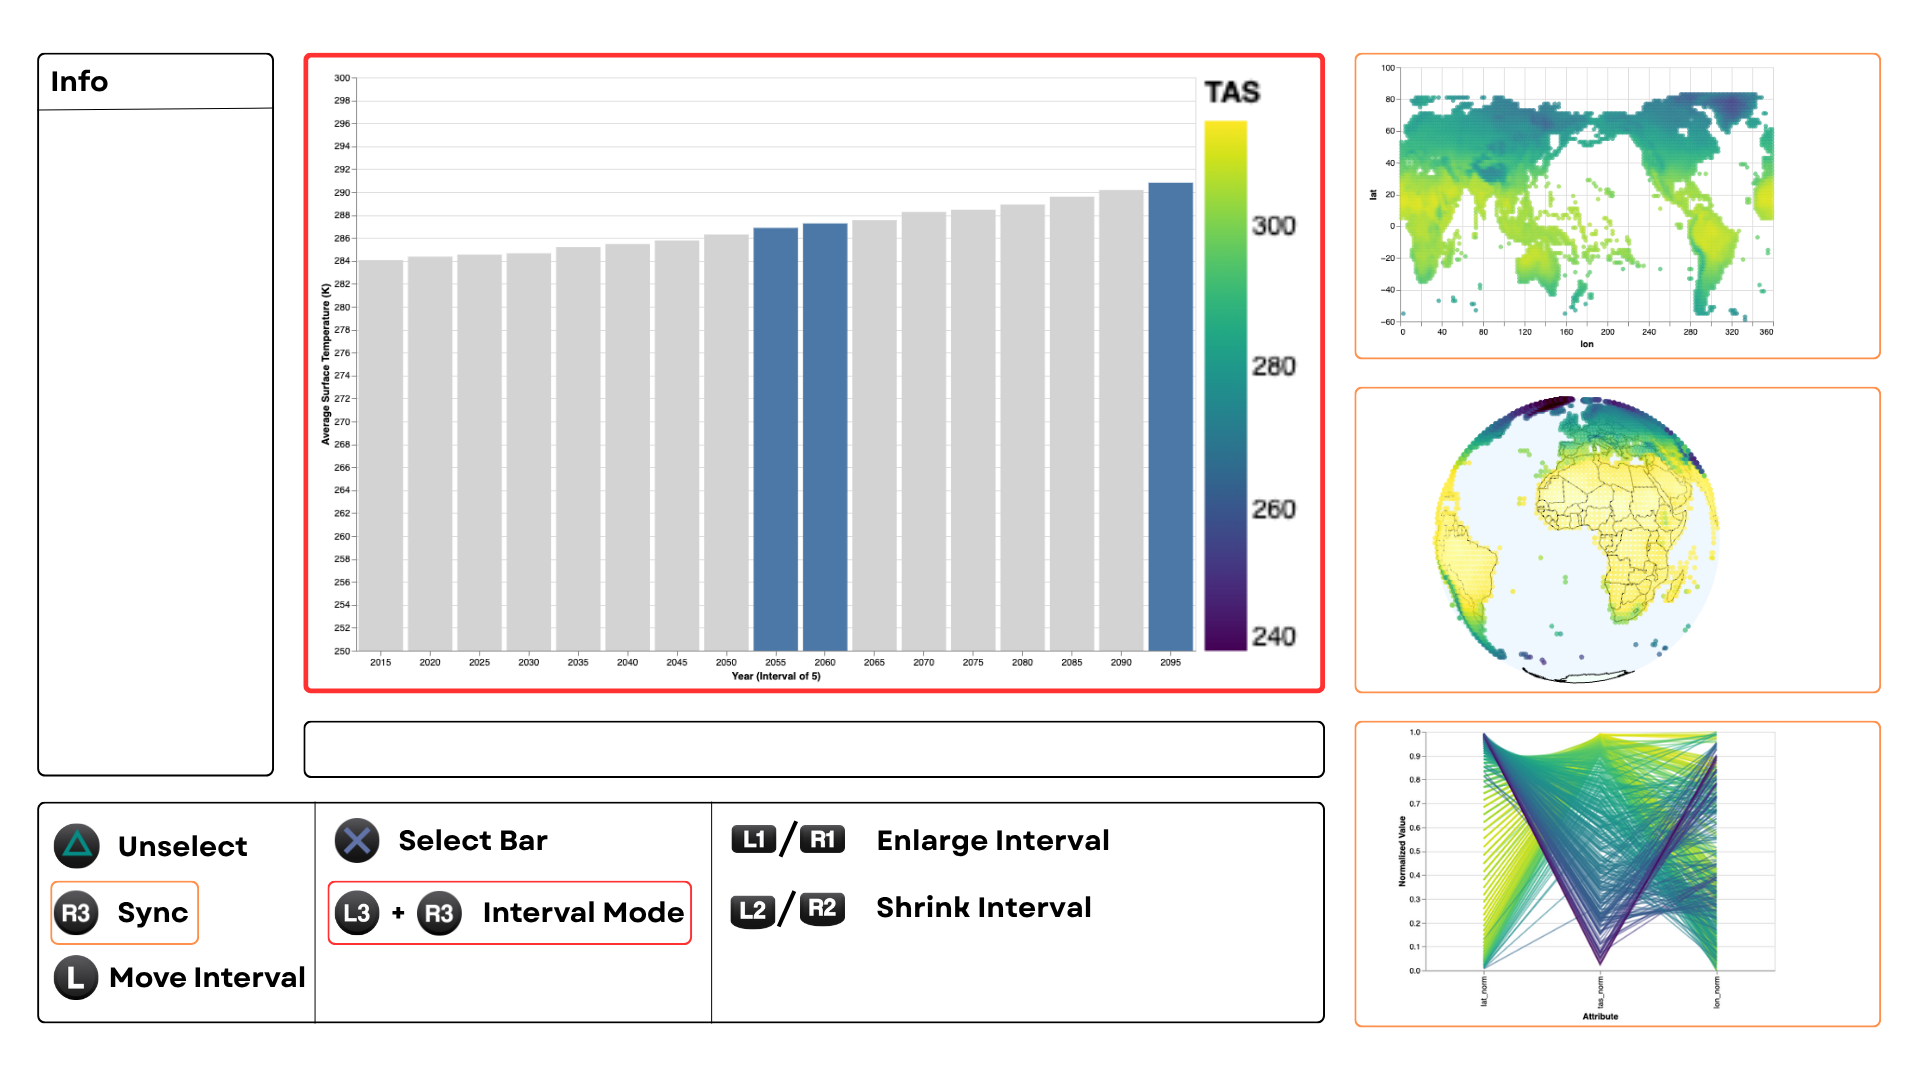 Info
300
298
296
294
292
290
288
286
284
282
280
278
276
274
272
270
268
266
264
262
260
258
256
254
252
250
Average Surface Temperature (K)
2015 2020 2025 2030 2035 2040 2045 2050 2055 2060 2065 2070 2075 2080 2085 2090 2095
Year (Interval of 5)
TAS
300
280
260
240
100
80
60
40
20
0
−20
−40
−60
lat
0 40 80 120 160 200 240 280 320 360
lon
1.0
0.9
0.8
0.7
0.6
0.5
0.4
0.3
0.2
0.1
0.0
Normalized Value
lat_norm tas_norm lon_norm
Attribute
Unselect
R3 Sync
L Move Interval
Select Bar
L3 + R3 Interval Mode
L1 / R1 Enlarge Interval
L2 / R2 Shrink Interval